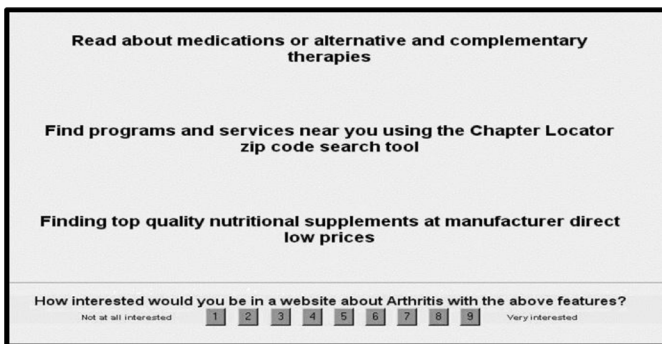 Read about medications or alternative and complementary
therapies
Find programs and services near you using the Chapter Locator
zip code search tool
Finding top quality nutritional supplements at manufacturer direct
low prices
How interested would you be in a website about Arthritis with the above features?
Not at all interested 1 2 3 4 5 6 7 8 9 Very interested